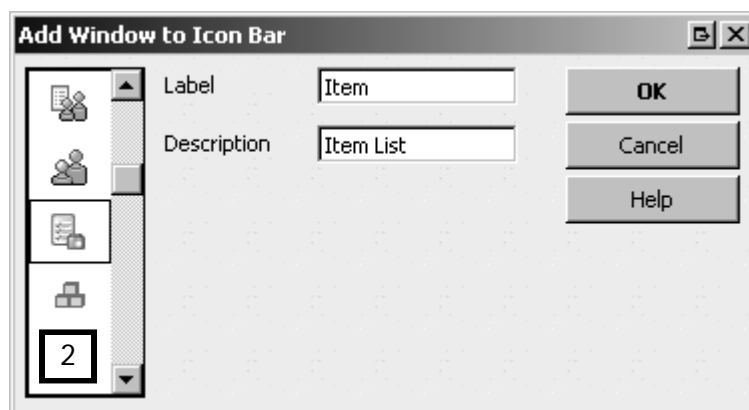 Add Window to Icon Bar
Label
Item
OK
Description
Item List
Cancel
Help
2